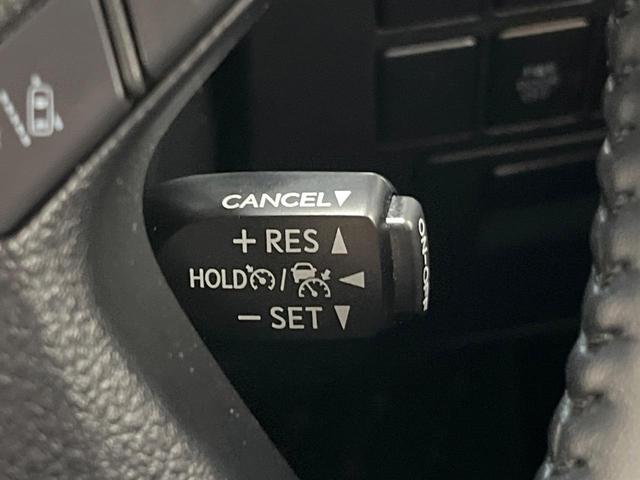 CANCEL▼
+ RES ▲
HOLD / ◀
− SET ▼
ON-OFF